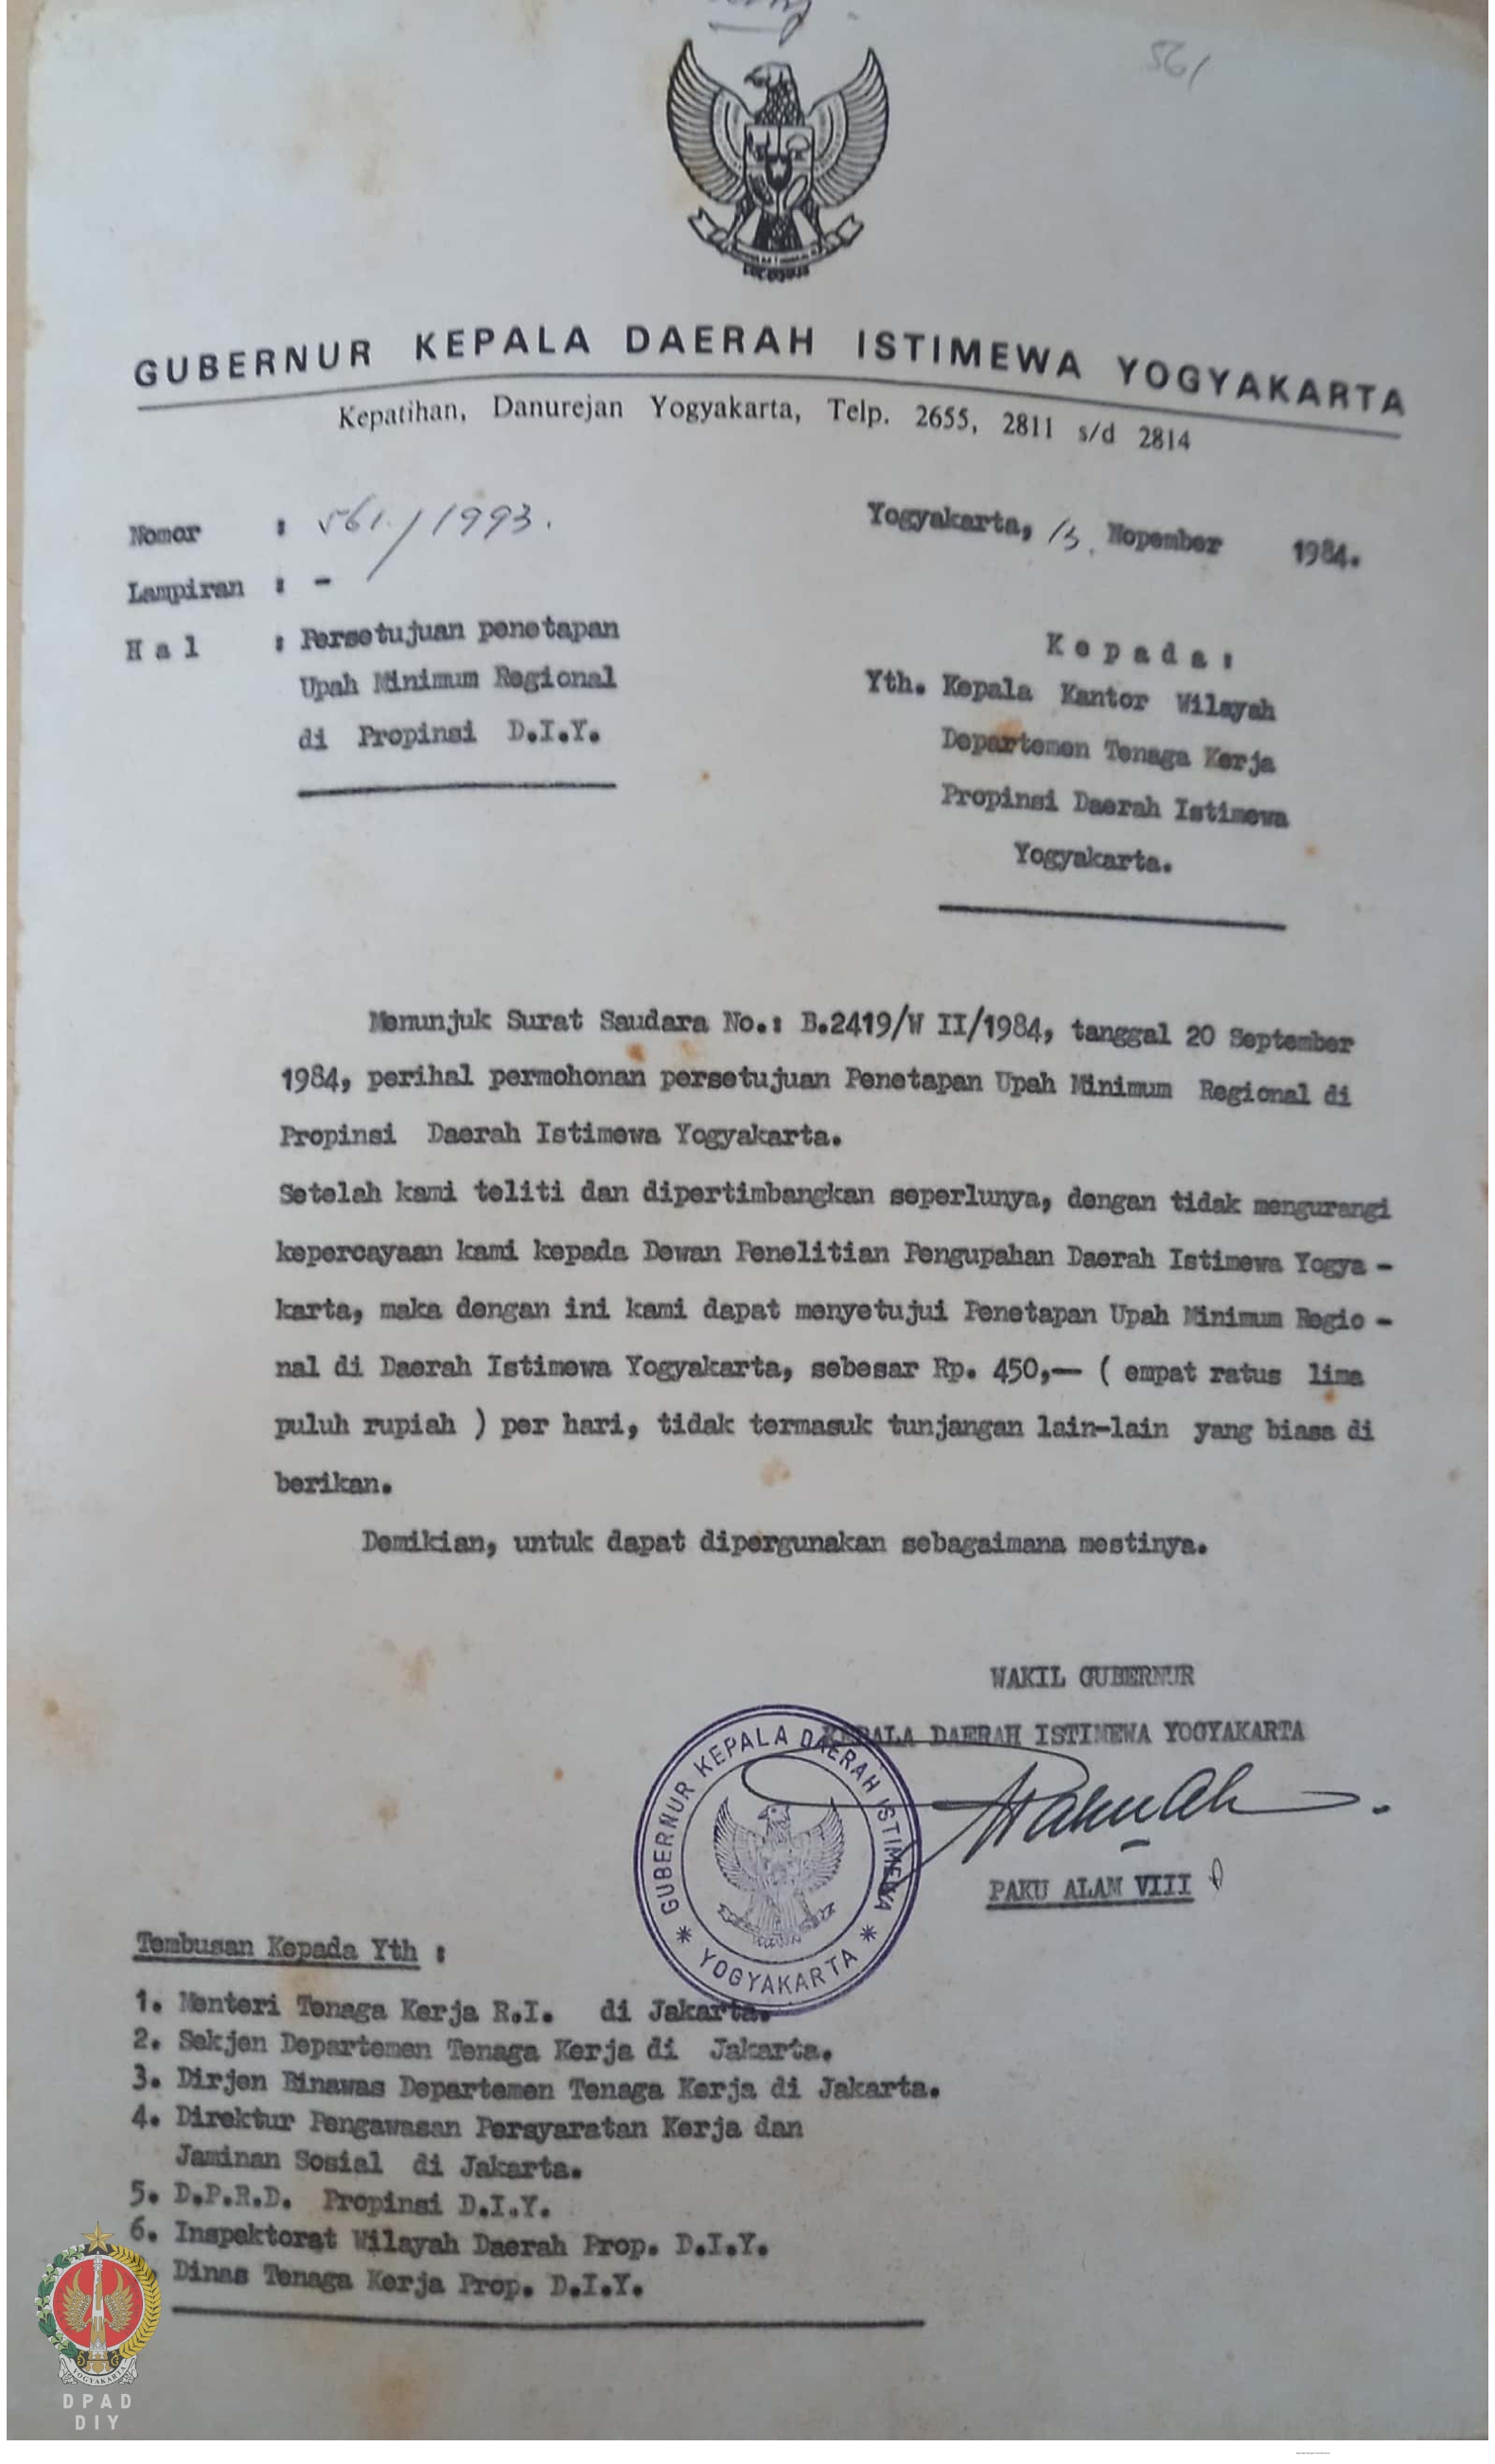 561
GUBERNUR KEPALA DAERAH ISTIMEWA YOGYAKARTA
Kepatihan, Danurejan Yogyakarta, Telp. 2655, 2811 s/d 2814
Nomor : 561/1993.
Yogyakarta, 13 Nopember 1984.
Lampiran : -
H a l : Persetujuan penetapan
Upah Minimum Regional
di Propinsi D.I.Y.
K e p a d a :
Yth. Kepala Kantor Wilayah
Departemen Tenaga Kerja
Propinsi Daerah Istimewa
Yogyakarta.
Menunjuk Surat Saudara No.: B.2419/W II/1984, tanggal 20 September
1984, perihal permohonan persetujuan Penetapan Upah Minimum Regional di
Propinsi Daerah Istimewa Yogyakarta.
Setelah kami teliti dan dipertimbangkan seperlunya, dengan tidak mengurangi
kepercayaan kami kepada Dewan Penelitian Pengupahan Daerah Istimewa Yogya -
karta, maka dengan ini kami dapat menyetujui Penetapan Upah Minimum Regio -
nal di Daerah Istimewa Yogyakarta, sebesar Rp. 450,-- ( empat ratus lima
puluh rupiah ) per hari, tidak termasuk tunjangan lain-lain yang biasa di
berikan.
Demikian, untuk dapat dipergunakan sebagaimana mestinya.
WAKIL GUBERNUR
KEPALA DAERAH ISTIMEWA YOGYAKARTA
GUBERNUR KEPALA DAERAH ISTIMEWA
* YOGYAKARTA *
PAKU ALAM VIII
Tembusan Kepada Yth :
1. Menteri Tenaga Kerja R.I. di Jakarta.
2. Sekjen Departemen Tenaga Kerja di Jakarta.
3. Dirjen Binawas Departemen Tenaga Kerja di Jakarta.
4. Direktur Pengawasan Persyaratan Kerja dan
Jaminan Sosial di Jakarta.
5. D.P.R.D. Propinsi D.I.Y.
6. Inspektorat Wilayah Daerah Prop. D.I.Y.
Dinas Tenaga Kerja Prop. D.I.Y.
YOGYAKARTA
DPAD
DIY